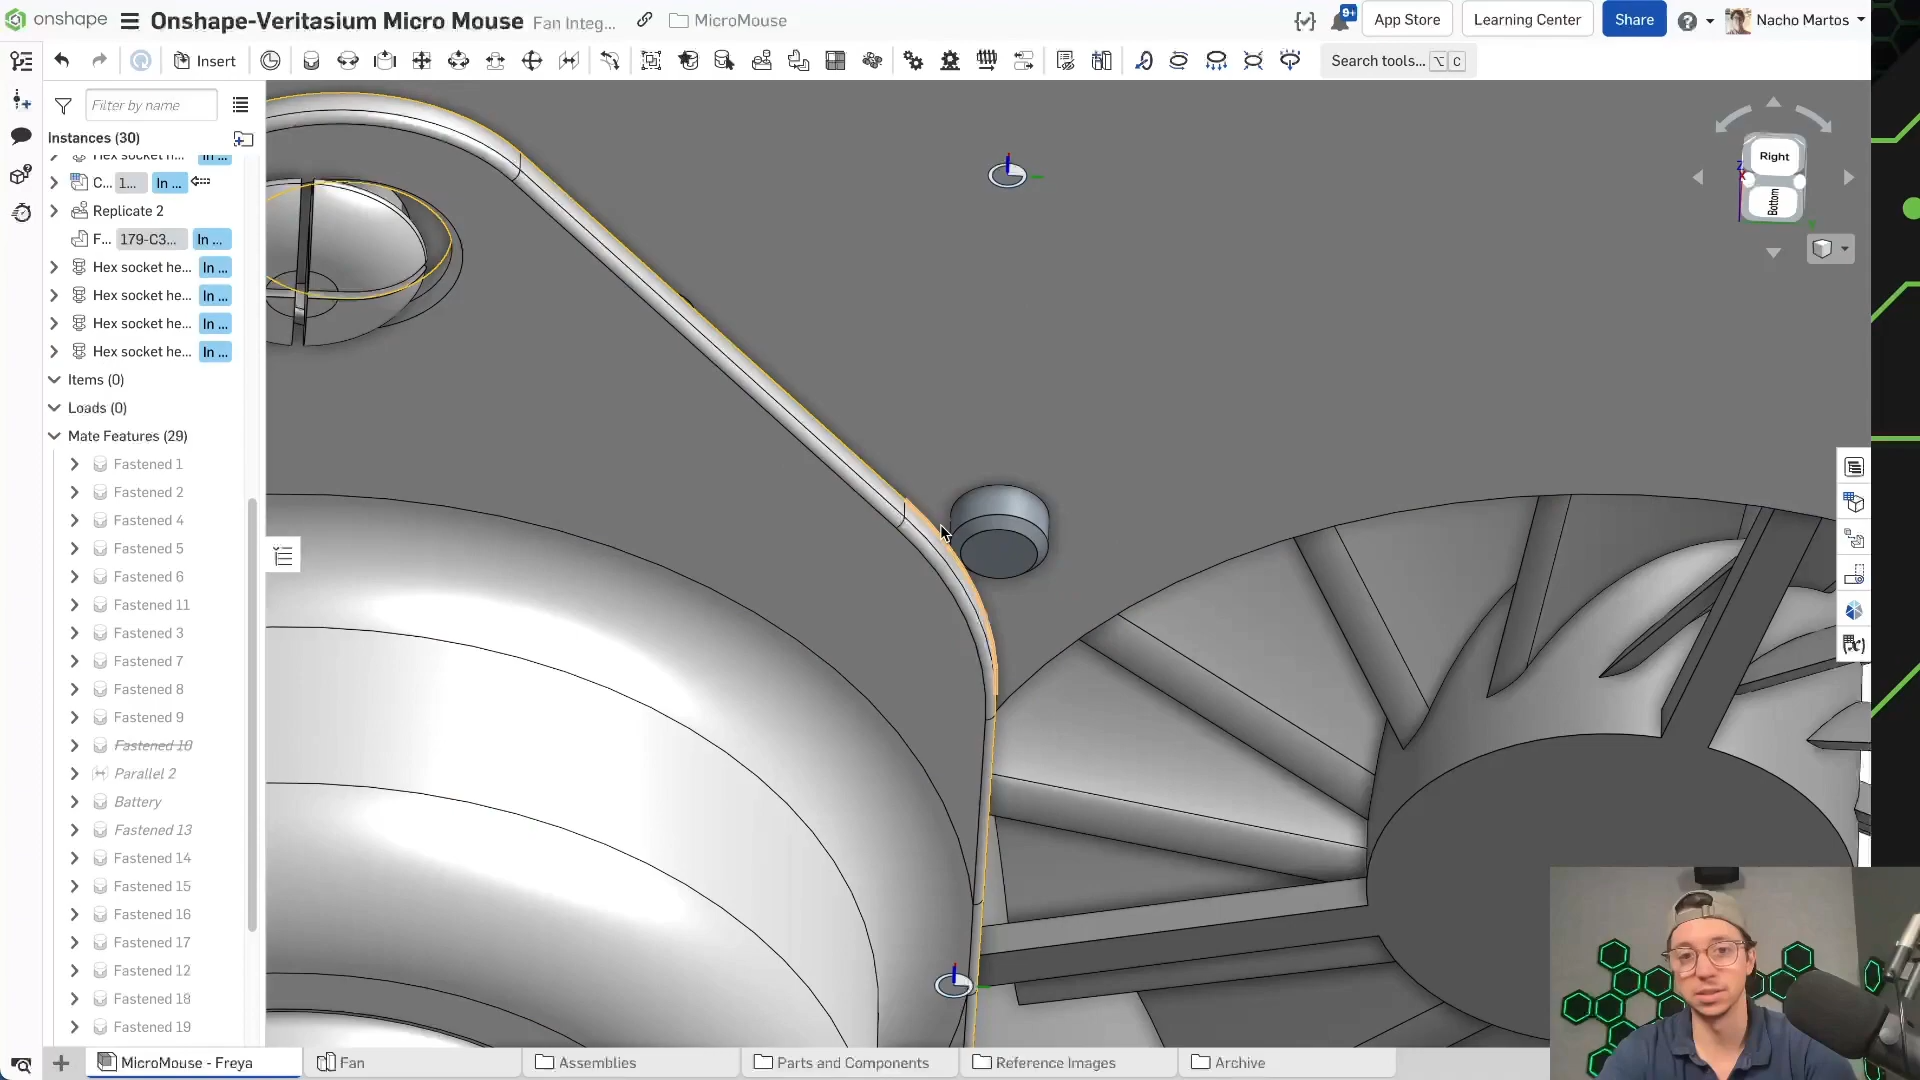 onshape
Onshape-Veritasium Micro Mouse
Fan Integ...
MicroMouse
9+
App Store
Learning Center
Share
Nacho Martos
Insert
Search tools...
C
Filter by name
Instances (30)
Hex socket h... In ...
C... 1... In ...
Replicate 2
F... 179-C3... In ...
Hex socket he... In ...
Hex socket he... In ...
Hex socket he... In ...
Hex socket he... In ...
Items (0)
Loads (0)
Mate Features (29)
Fastened 1
Fastened 2
Fastened 4
Fastened 5
Fastened 6
Fastened 11
Fastened 3
Fastened 7
Fastened 8
Fastened 9
Fastened 10
Parallel 2
Battery
Fastened 13
Fastened 14
Fastened 15
Fastened 16
Fastened 17
Fastened 12
Fastened 18
Fastened 19
Right
Bottom
Z
X
(x)
MicroMouse - Freya
Fan
Assemblies
Parts and Components
Reference Images
Archive